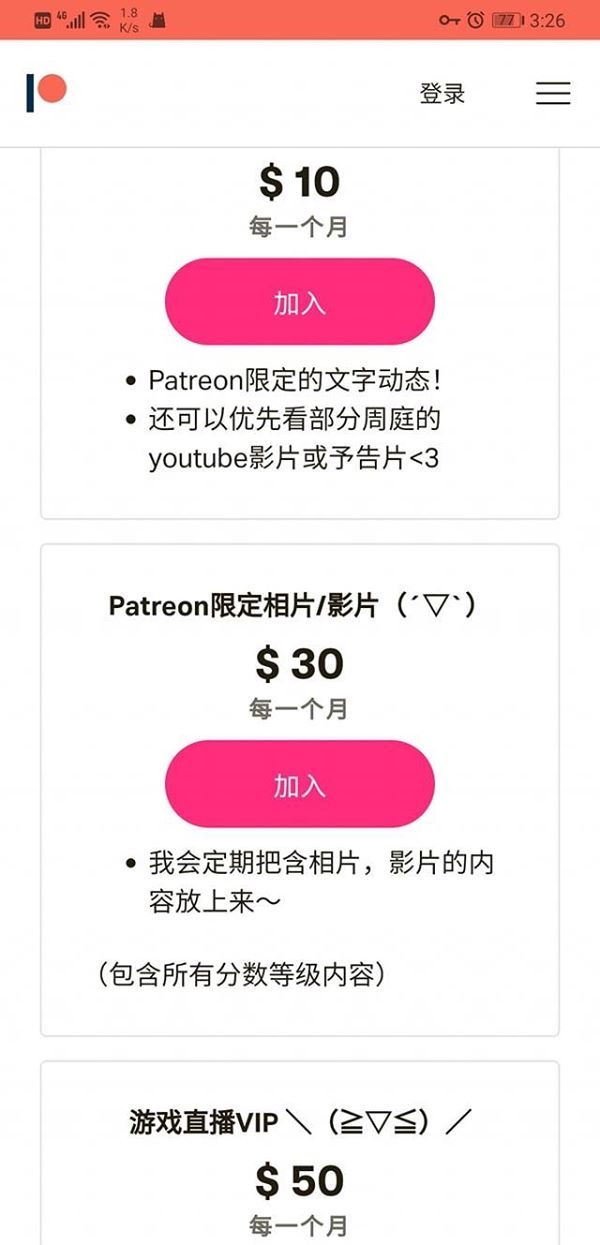 HD 4G 1.8 K/s 77 3:26
登录
$ 10
每一个月
加入
• Patreon限定的文字动态！
• 还可以优先看部分周庭的
youtube影片或予告片<3
Patreon限定相片/影片（´▽`）
$ 30
每一个月
加入
• 我会定期把含相片，影片的内
容放上来～
（包含所有分数等级内容）
游戏直播VIP ＼（≧▽≦）／
$ 50
每一个月